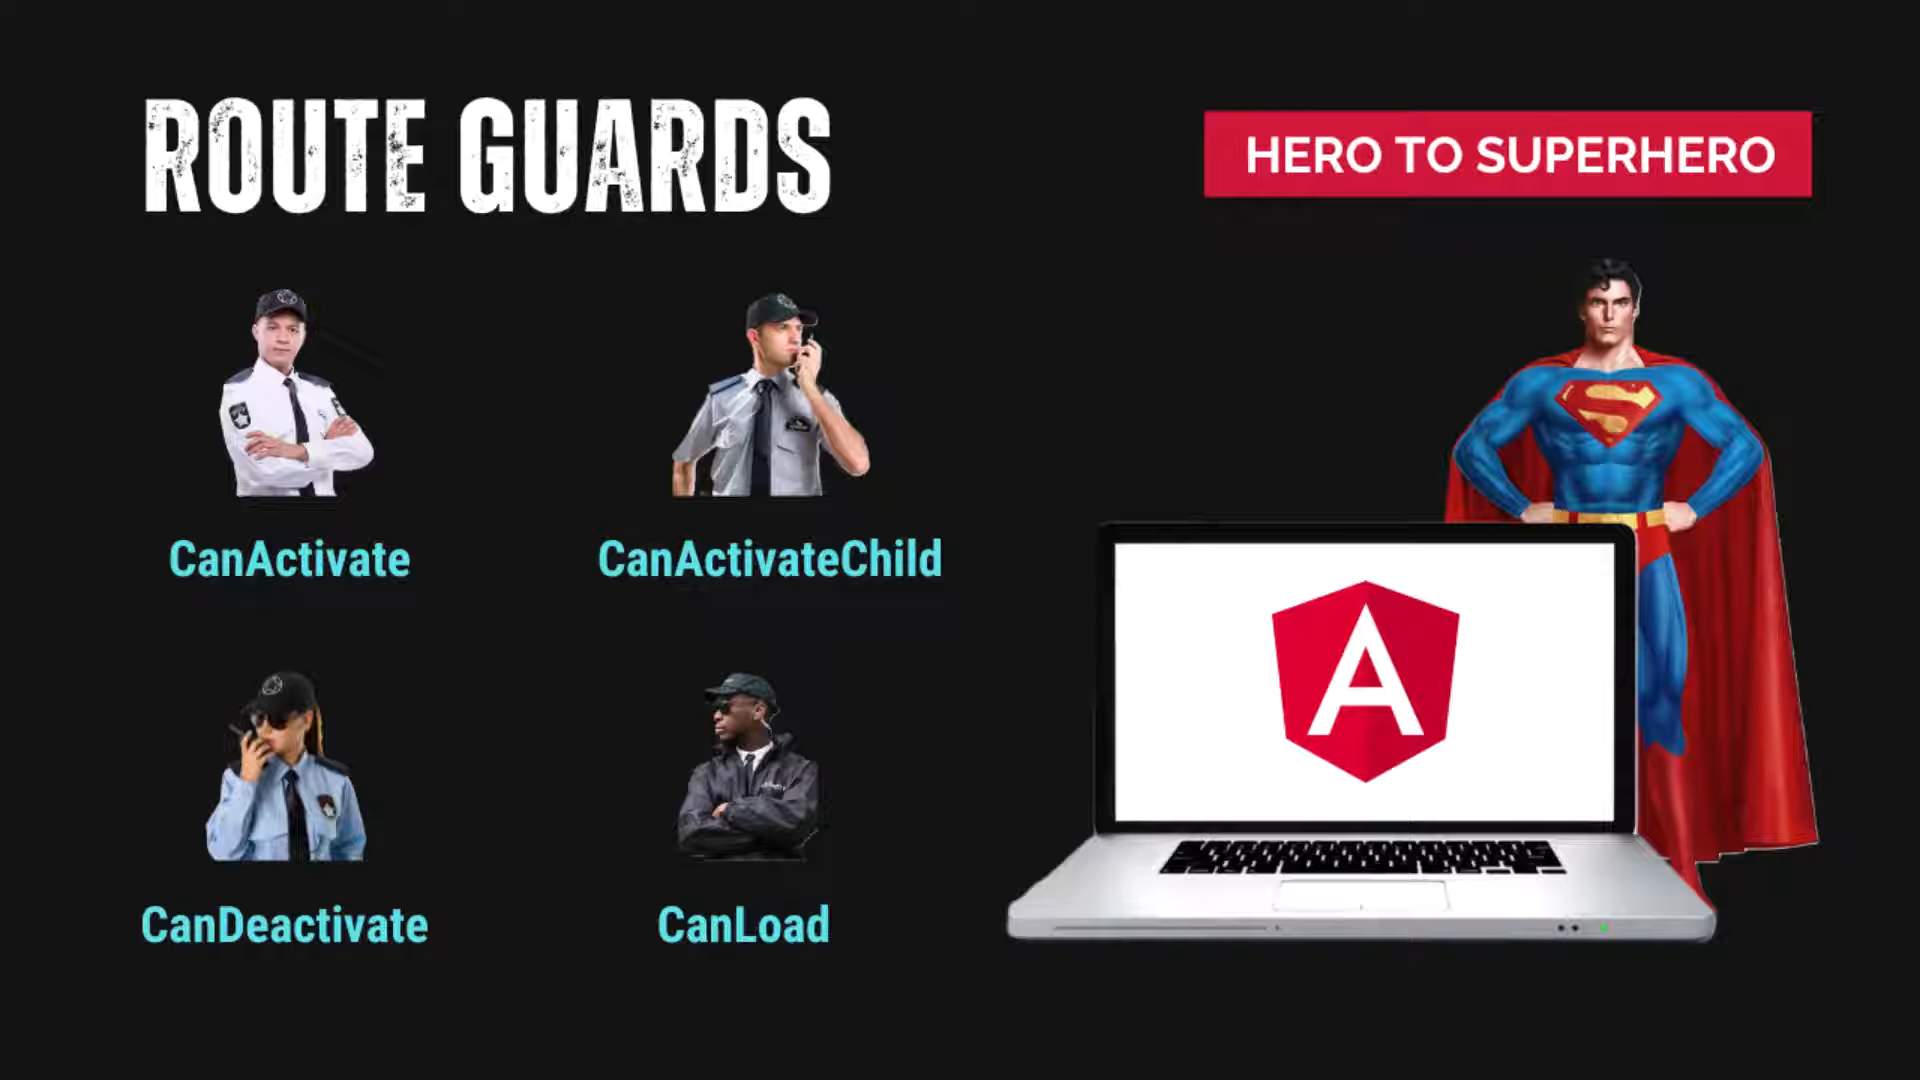 ROUTE GUARDS
HERO TO SUPERHERO
CanActivate
CanActivateChild
CanDeactivate
CanLoad